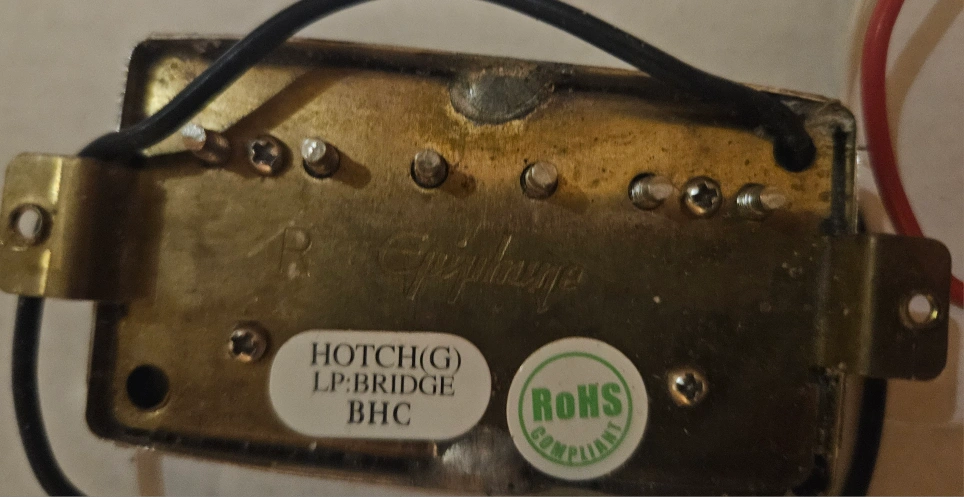 R Epiphone
HOTCH(G)
LP:BRIDGE
BHC
RoHS
COMPLIANT